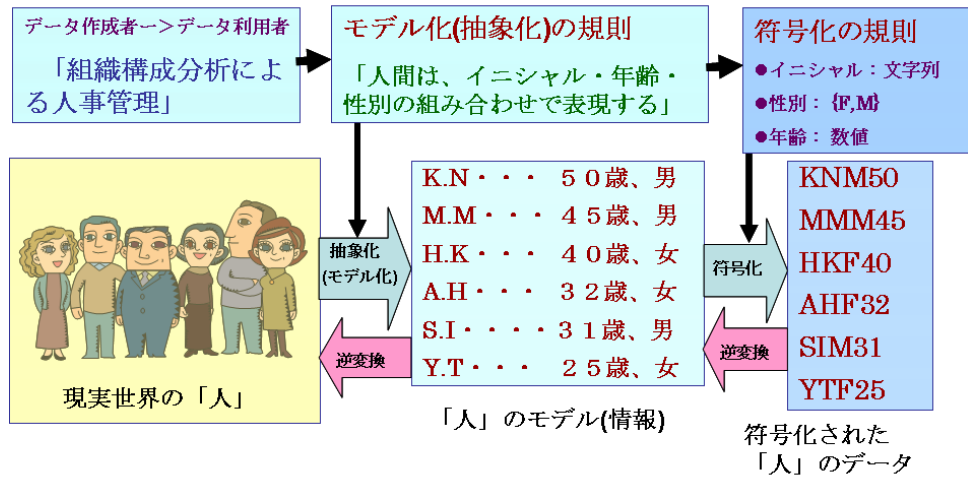 データ作成者ー＞データ利用者
「組織構成分析によ
る人事管理」
モデル化(抽象化)の規則
「人間は、イニシャル・年齢・
性別の組み合わせで表現する」
符号化の規則
●イニシャル：文字列
●性別： {F,M}
●年齢： 数値
現実世界の「人」
抽象化
(モデル化)
逆変換
K.N・・・ ５０歳、男
M.M・・・ ４５歳、男
H.K・・・ ４０歳、女
A.H・・・ ３２歳、女
S.I・・・・３１歳、男
Y.T・・・ ２５歳、女
「人」のモデル(情報)
符号化
逆変換
KNM50
MMM45
HKF40
AHF32
SIM31
YTF25
符号化された
「人」のデータ